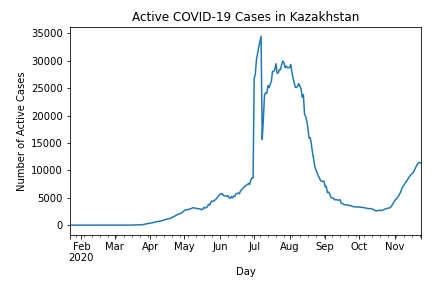 Active COVID-19 Cases in Kazakhstan
35000
30000
25000
20000
15000
10000
5000
0
Number of Active Cases
Feb Mar Apr May Jun Jul Aug Sep Oct Nov
2020
Day